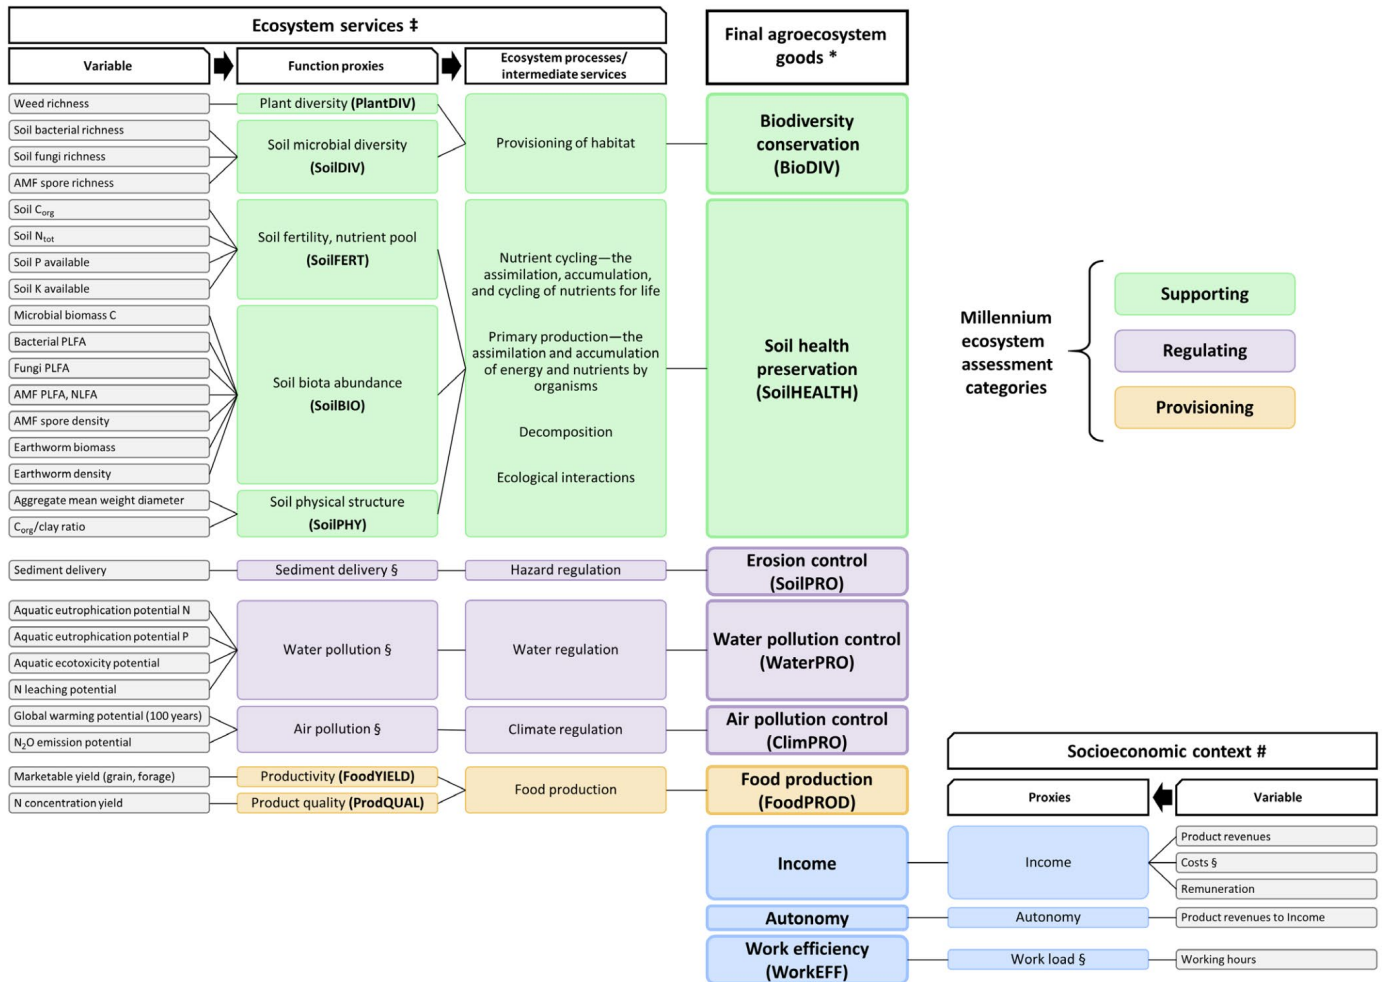 Ecosystem services ‡
Final agroecosystem
goods *
Variable
Function proxies
Ecosystem processes/
intermediate services
Weed richness
Soil bacterial richness
Soil fungi richness
AMF spore richness
Plant diversity (PlantDIV)
Soil microbial diversity
(SoilDIV)
Provisioning of habitat
Biodiversity
conservation
(BioDIV)
Soil Corg
Soil Ntot
Soil P available
Soil K available
Soil fertility, nutrient pool
(SoilFERT)
Microbial biomass C
Bacterial PLFA
Fungi PLFA
AMF PLFA, NLFA
AMF spore density
Earthworm biomass
Earthworm density
Soil biota abundance
(SoilBIO)
Aggregate mean weight diameter
Corg/clay ratio
Soil physical structure
(SoilPHY)
Nutrient cycling—the
assimilation, accumulation,
and cycling of nutrients for life
Primary production—the
assimilation and accumulation
of energy and nutrients by
organisms
Decomposition
Ecological interactions
Soil health
preservation
(SoilHEALTH)
Millennium
ecosystem
assessment
categories
Supporting
Regulating
Provisioning
Sediment delivery
Sediment delivery §
Hazard regulation
Erosion control
(SoilPRO)
Aquatic eutrophication potential N
Aquatic eutrophication potential P
Aquatic ecotoxicity potential
N leaching potential
Water pollution §
Water regulation
Water pollution control
(WaterPRO)
Global warming potential (100 years)
N₂O emission potential
Air pollution §
Climate regulation
Air pollution control
(ClimPRO)
Marketable yield (grain, forage)
N concentration yield
Productivity (FoodYIELD)
Product quality (ProdQUAL)
Food production
Food production
(FoodPROD)
Socioeconomic context #
Proxies
Variable
Income
Income
Product revenues
Costs §
Remuneration
Autonomy
Autonomy
Product revenues to Income
Work efficiency
(WorkEFF)
Work load §
Working hours